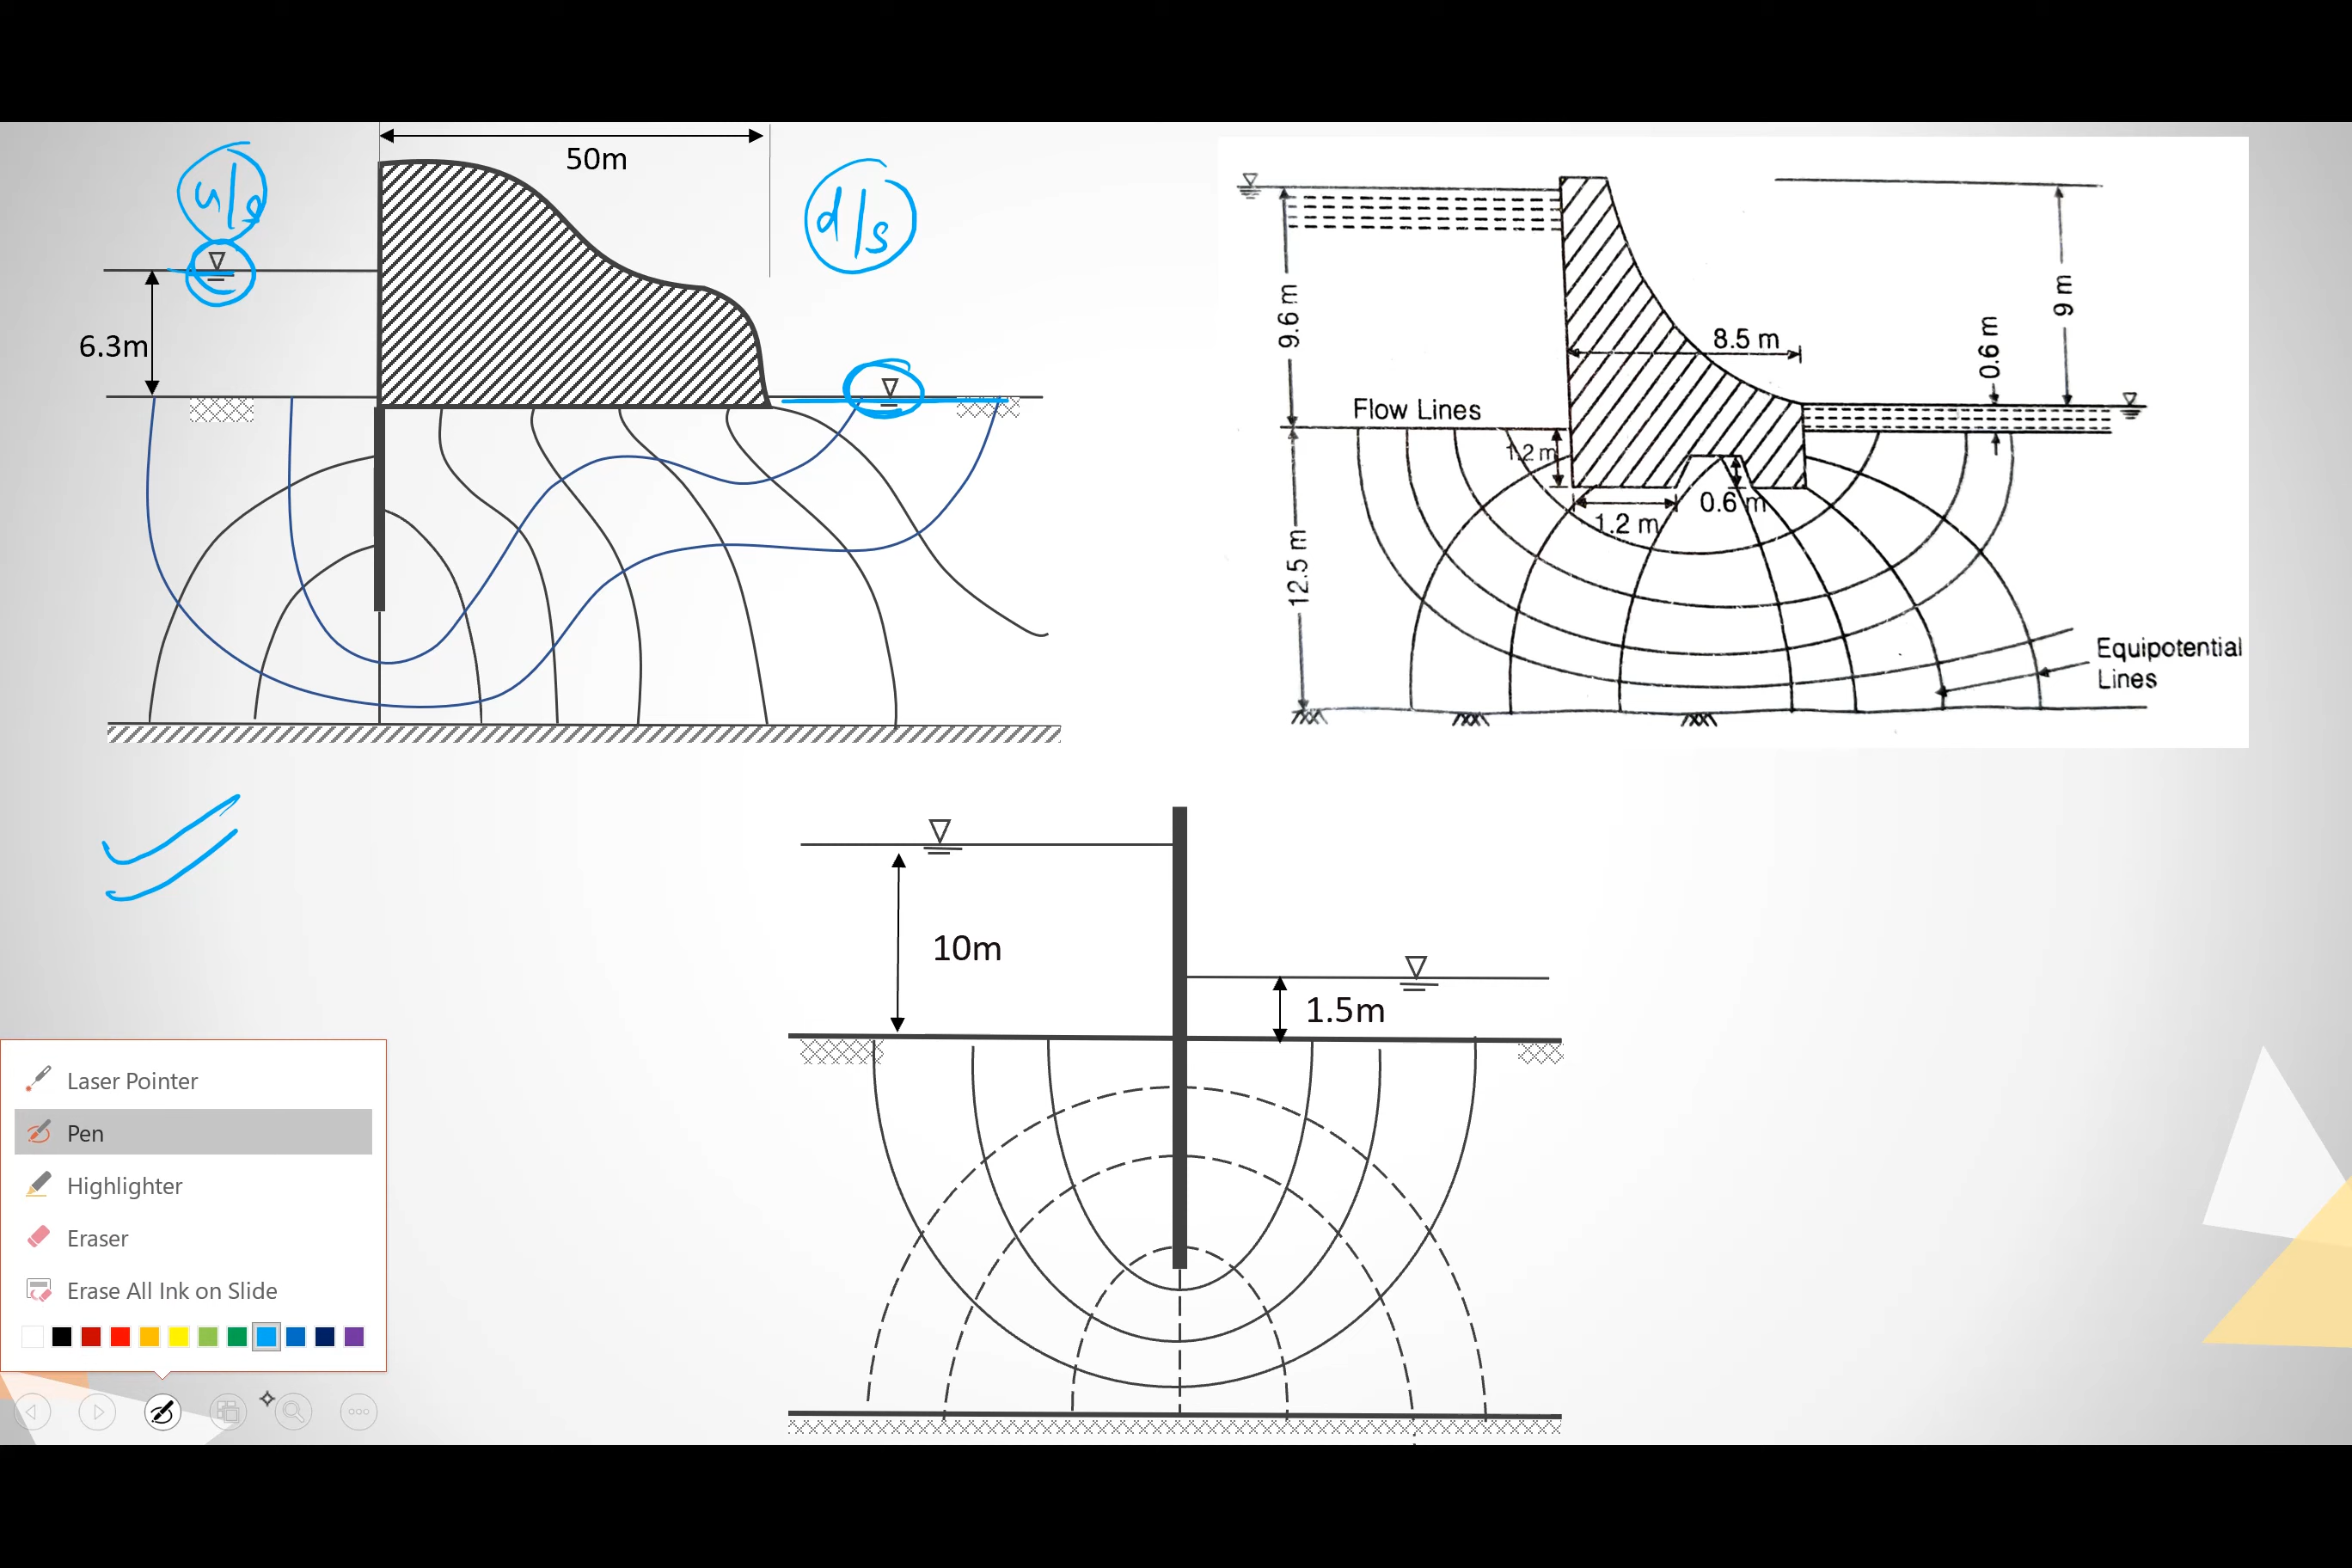 50m
u/s
d/s
6.3m
9.6 m
8.5 m
0.6 m
9 m
Flow Lines
1.2 m
0.6 m
1.2 m
12.5 m
Equipotential
Lines
10m
1.5m
Laser Pointer
Pen
Highlighter
Eraser
Erase All Ink on Slide